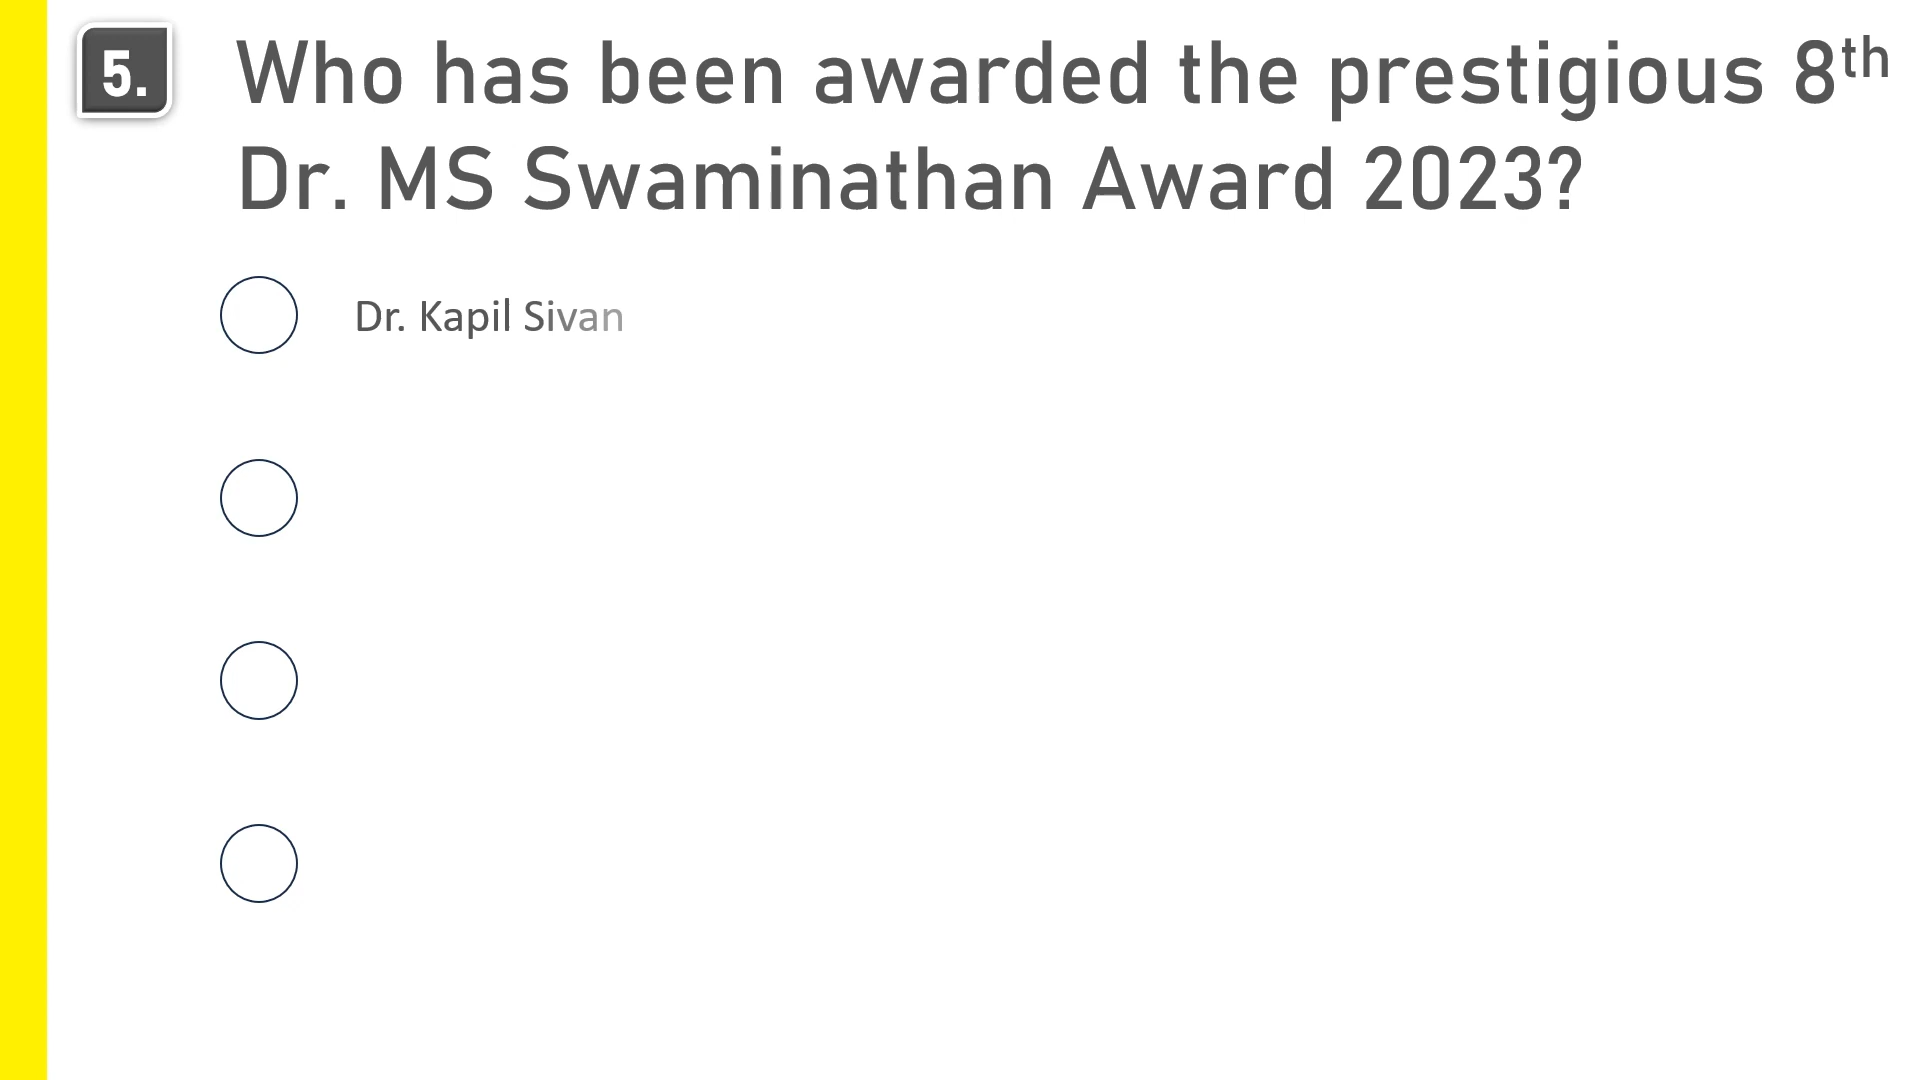 5.
Who has been awarded the prestigious 8th
Dr. MS Swaminathan Award 2023?
Dr. Kapil Sivan